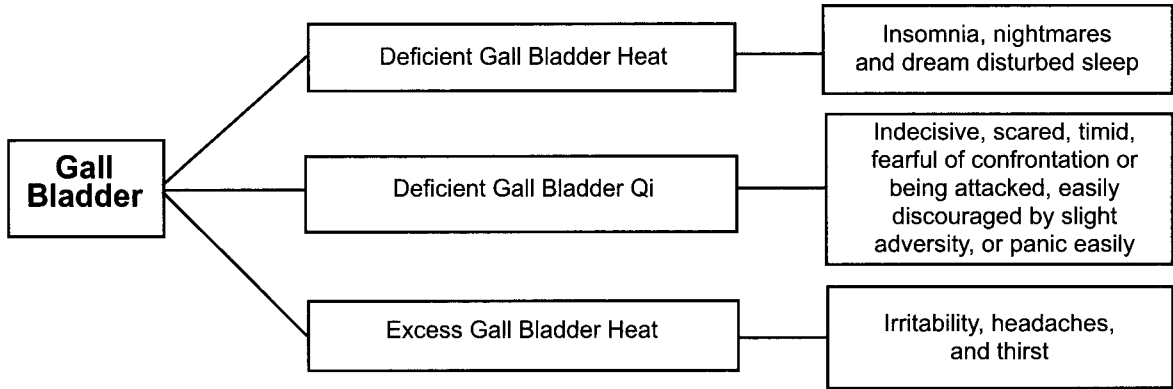 Gall
Bladder
Deficient Gall Bladder Heat
Insomnia, nightmares
and dream disturbed sleep
Deficient Gall Bladder Qi
Indecisive, scared, timid,
fearful of confrontation or
being attacked, easily
discouraged by slight
adversity, or panic easily
Excess Gall Bladder Heat
Irritability, headaches,
and thirst